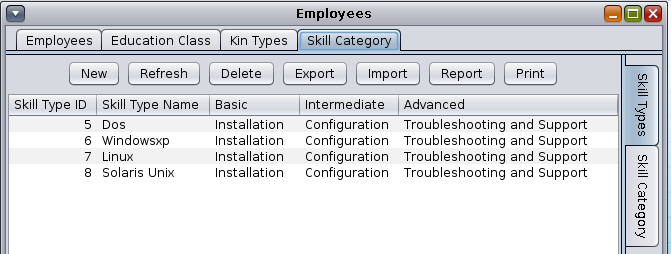 Employees
Employees Education Class Kin Types Skill Category
New Refresh Delete Export Import Report Print
Skill Type ID Skill Type Name Basic Intermediate Advanced
5 Dos Installation Configuration Troubleshooting and Support
6 Windowsxp Installation Configuration Troubleshooting and Support
7 Linux Installation Configuration Troubleshooting and Support
8 Solaris Unix Installation Configuration Troubleshooting and Support
Skill Types
Skill Category